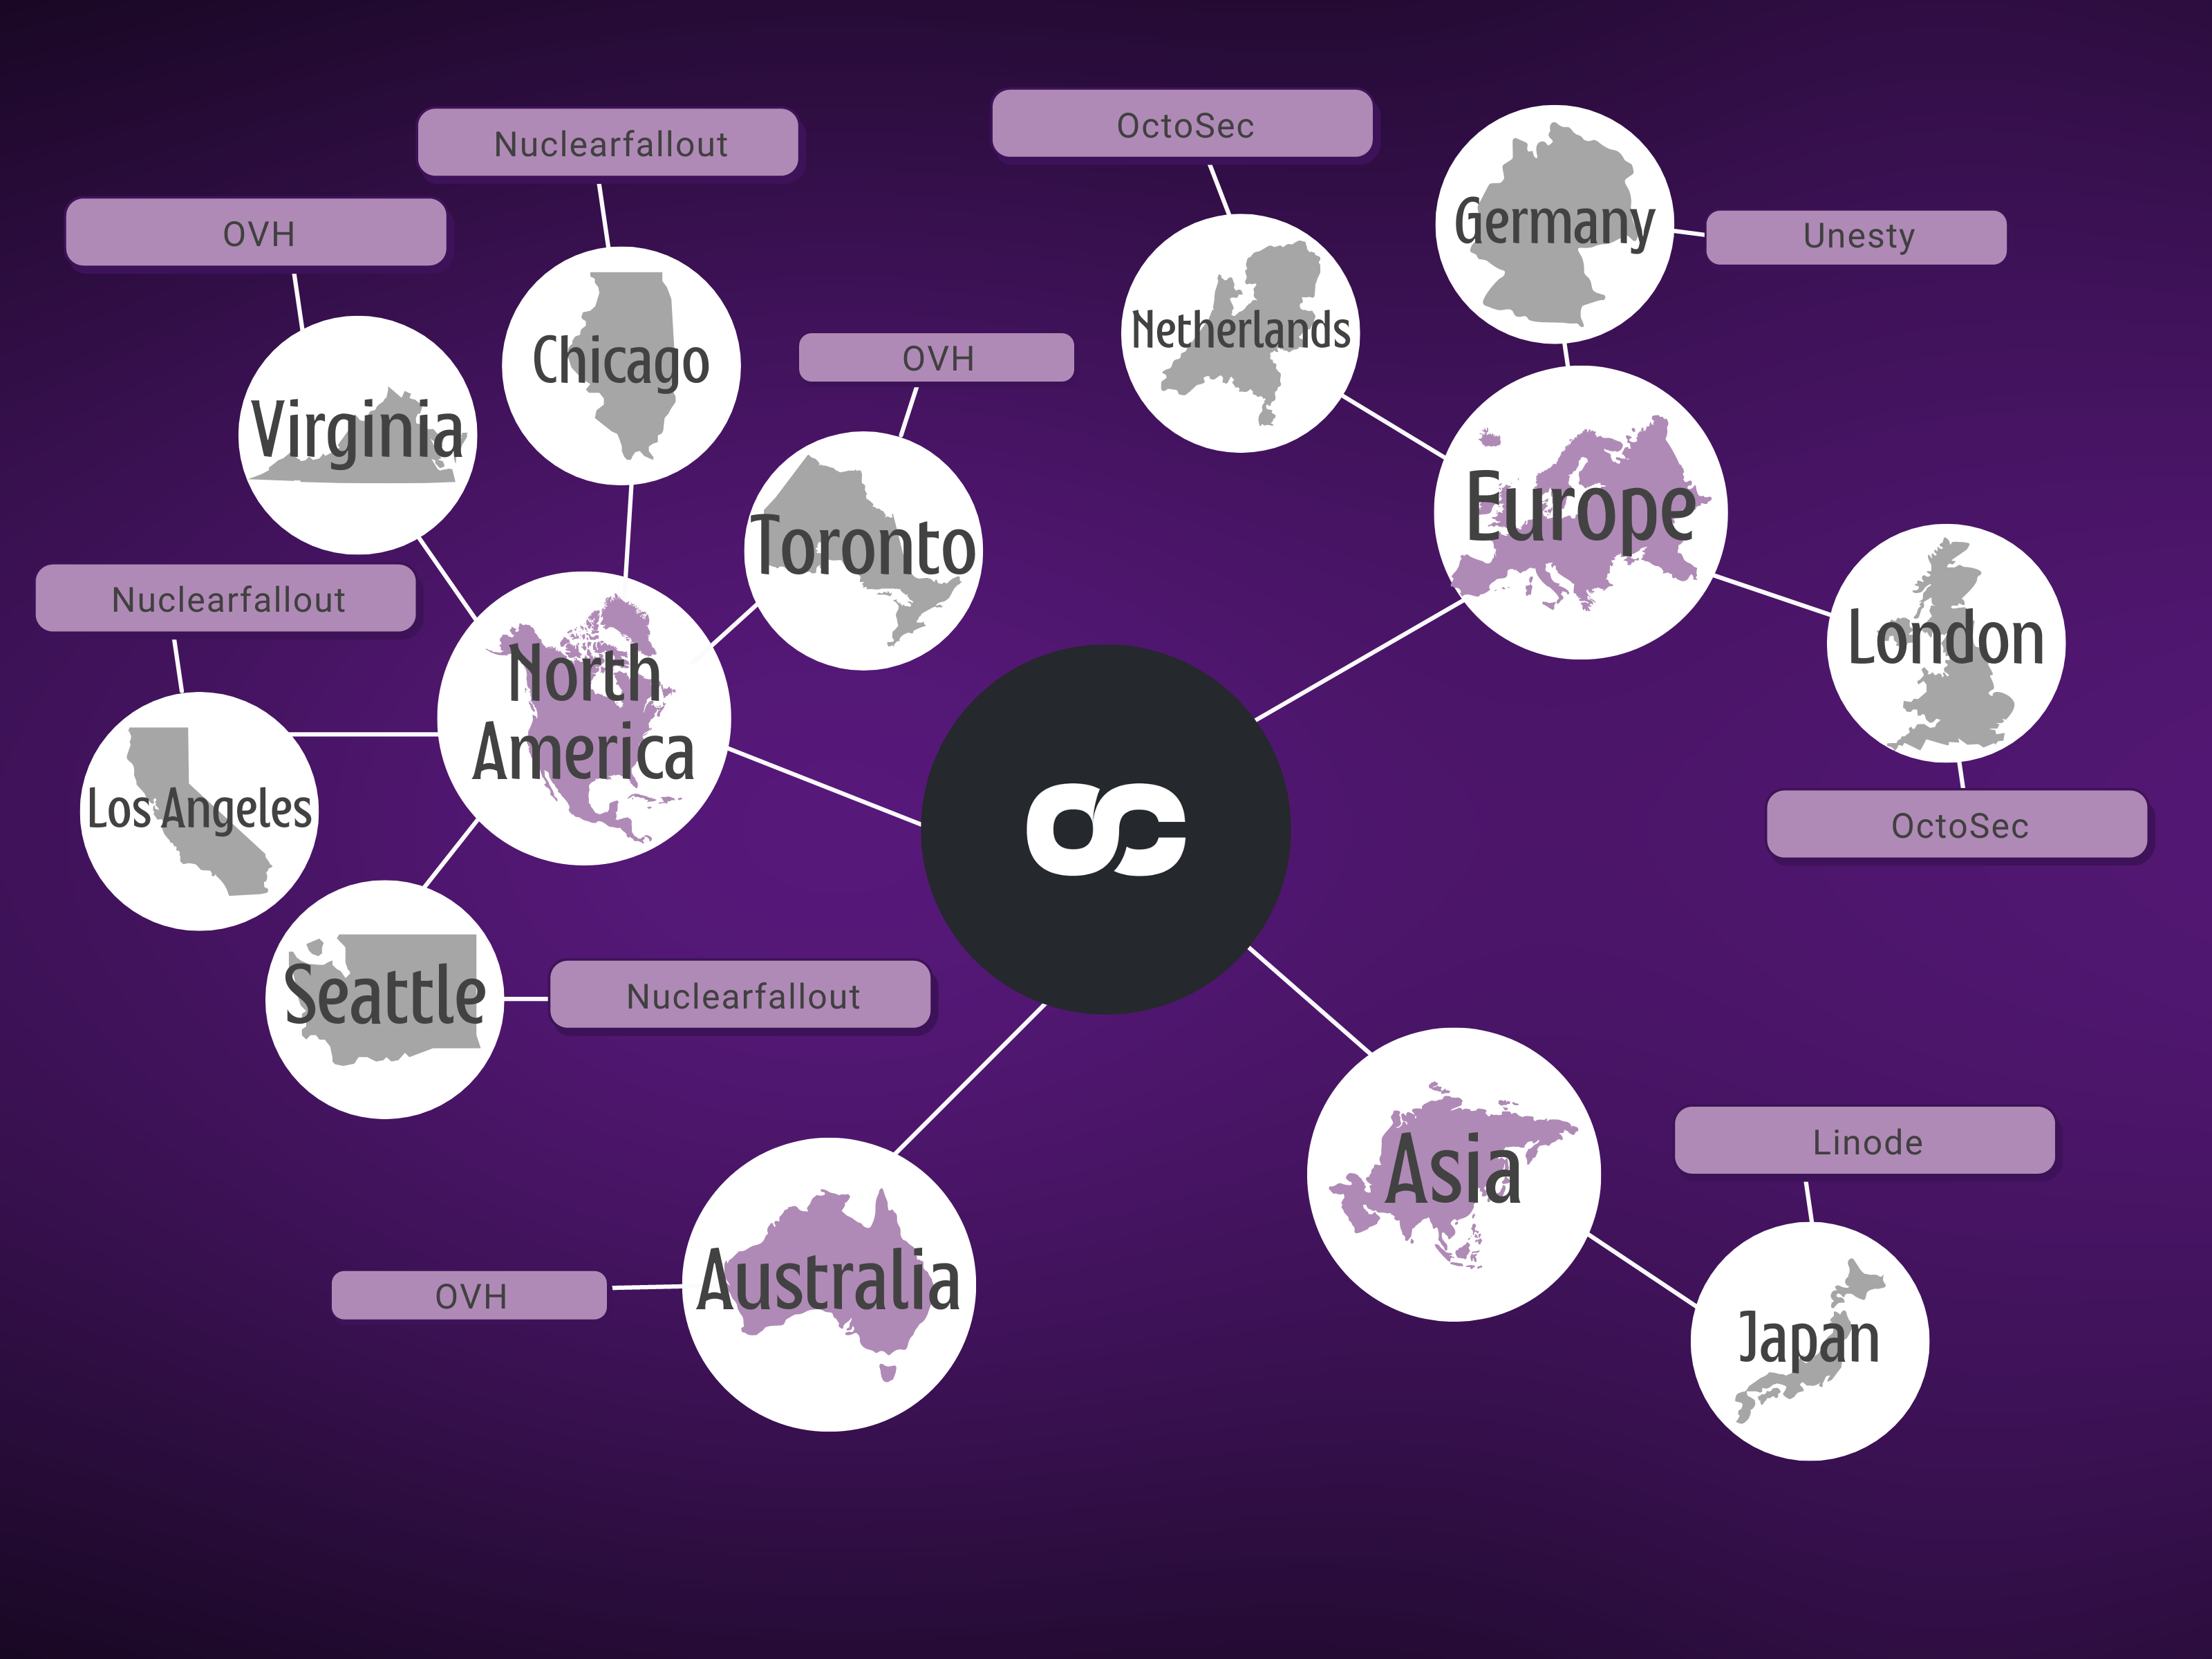 OctoSec
Nuclearfallout
Germany
OVH
Unesty
Netherlands
Chicago
OVH
Virginia
Europe
Toronto
Nuclearfallout
London
North
America
Los Angeles
OC
OctoSec
Seattle
Nuclearfallout
Linode
Asia
Australia
OVH
Japan